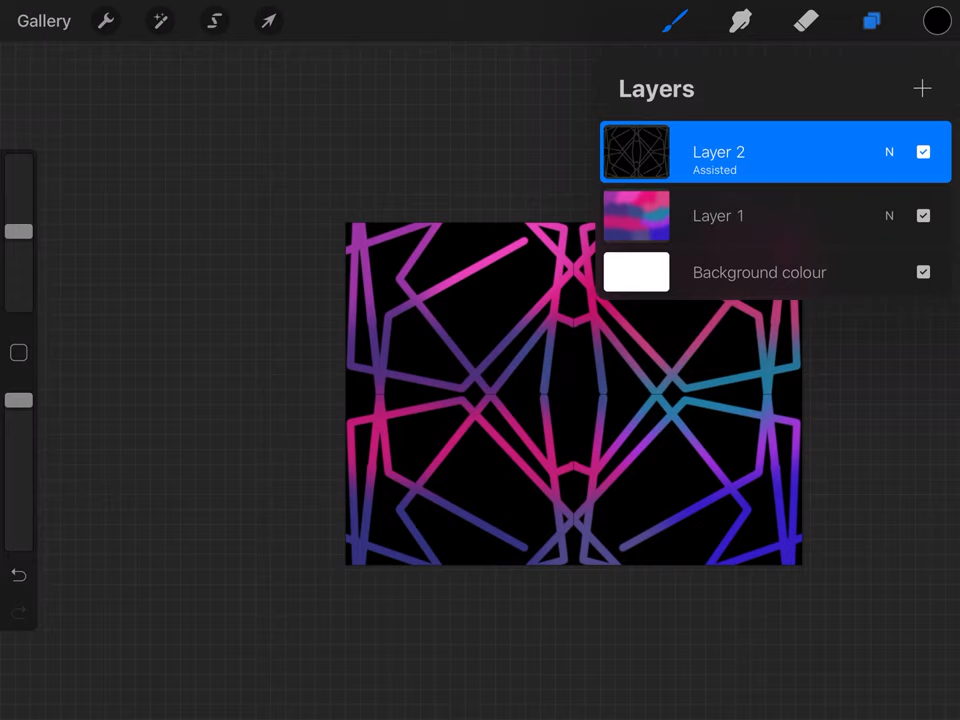 Gallery
Layers
Layer 2
N
Assisted
Layer 1
N
Background colour